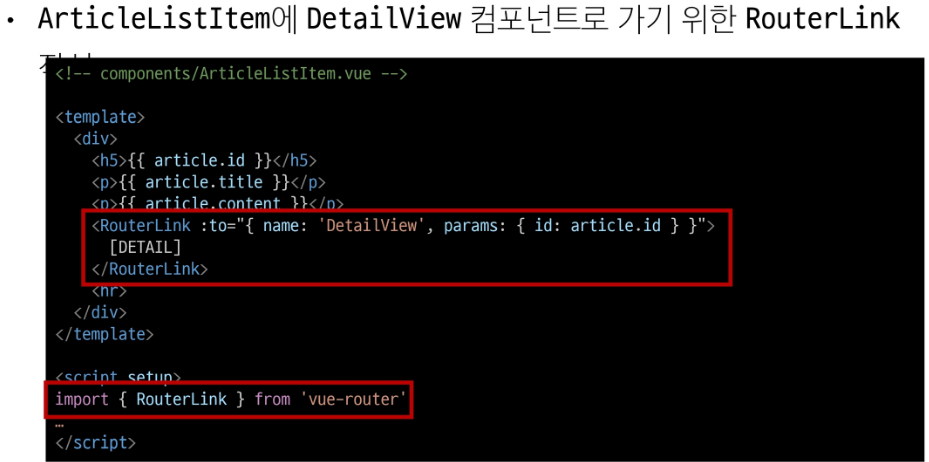 • ArticleListItem에 DetailView 컴포넌트로 가기 위한 RouterLink
<!-- components/ArticleListItem.vue -->
<template>
<div>
<h5>{{ article.id }}</h5>
<p>{{ article.title }}</p>
<p>{{ article.content }}</p>
<RouterLink :to="{ name: 'DetailView', params: { id: article.id } }">
[DETAIL]
</RouterLink>
<hr>
</div>
</template>
<script setup>
import { RouterLink } from 'vue-router'
…
</script>